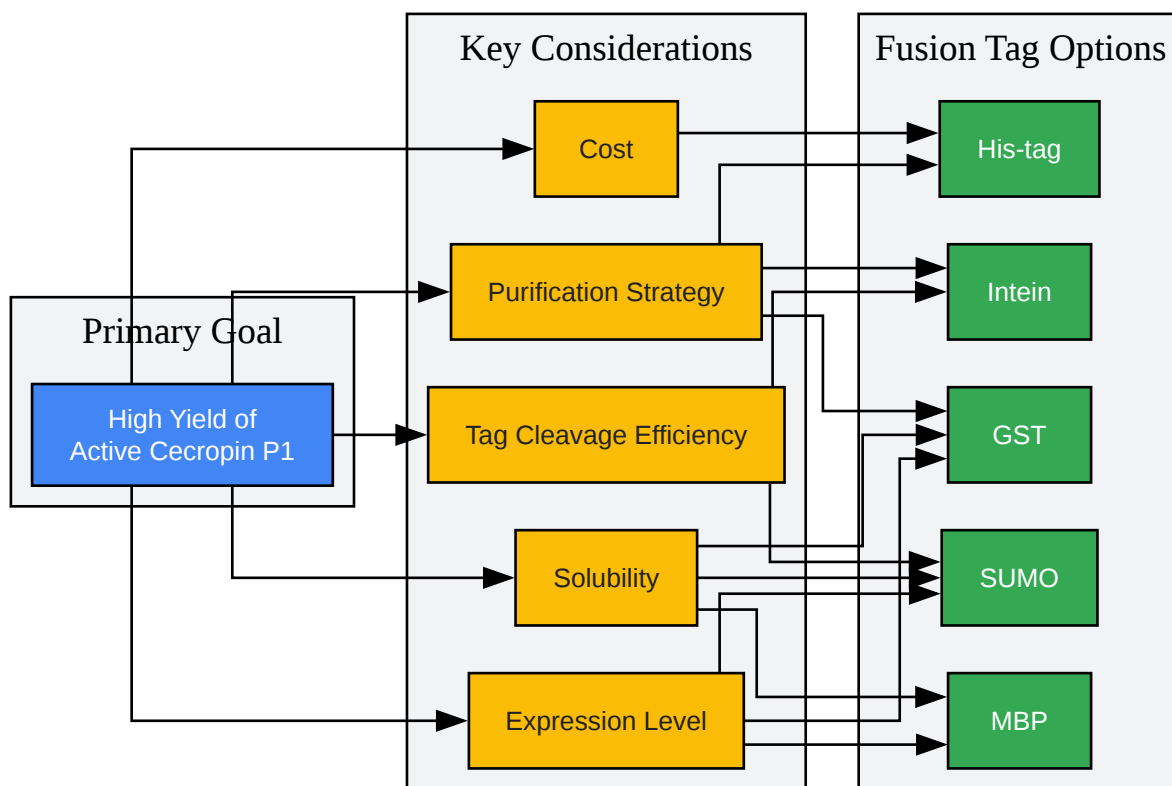 Key Considerations
Fusion Tag Options
Cost
His-tag
Purification Strategy
Intein
Primary Goal
High Yield of
Active Cecropin P1
Tag Cleavage Efficiency
GST
Solubility
SUMO
Expression Level
MBP